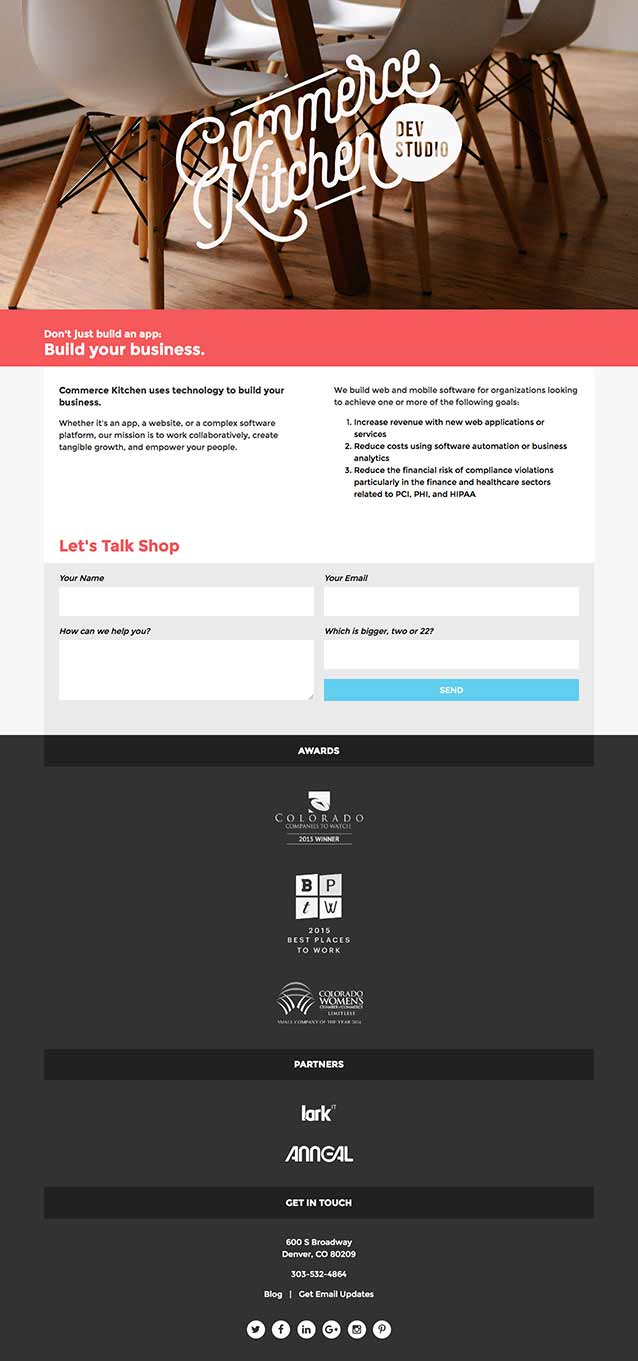 Commerce
Kitchen
DEV
STUDIO
Don't just build an app:
Build your business.
Commerce Kitchen uses technology to build your
business.
Whether it's an app, a website, or a complex software
platform, our mission is to work collaboratively, create
tangible growth, and empower your people.
We build web and mobile software for organizations looking
to achieve one or more of the following goals:
1. Increase revenue with new web applications or
services
2. Reduce costs using software automation or business
analytics
3. Reduce the financial risk of compliance violations
particularly in the finance and healthcare sectors
related to PCI, PHI, and HIPAA
Let's Talk Shop
Your Name
Your Email
How can we help you?
Which is bigger, two or 22?
SEND
AWARDS
COLORADO
COMPANIES TO WATCH
2015 WINNER
B P
t W
2015
BEST PLACES
TO WORK
COLORADO
WOMEN'S
CHAMBER of COMMERCE
LIMITLESS
SMALL COMPANY OF THE YEAR 2014
PARTNERS
lark IT
ANNEAL
GET IN TOUCH
600 S Broadway
Denver, CO 80209
303-532-4864
Blog | Get Email Updates